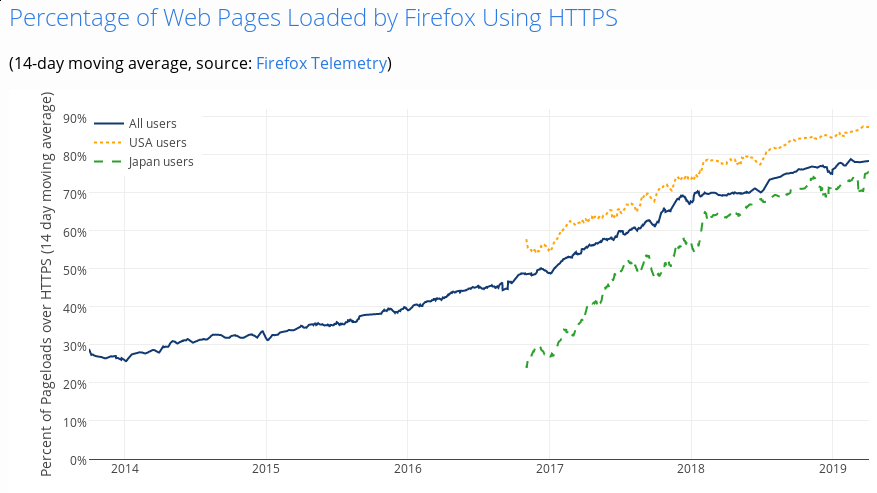 Percentage of Web Pages Loaded by Firefox Using HTTPS
(14-day moving average, source: Firefox Telemetry)
Percent of Pageloads over HTTPS (14 day moving average)
All users
USA users
Japan users
90%
80%
70%
60%
50%
40%
30%
20%
10%
0%
2014
2015
2016
2017
2018
2019